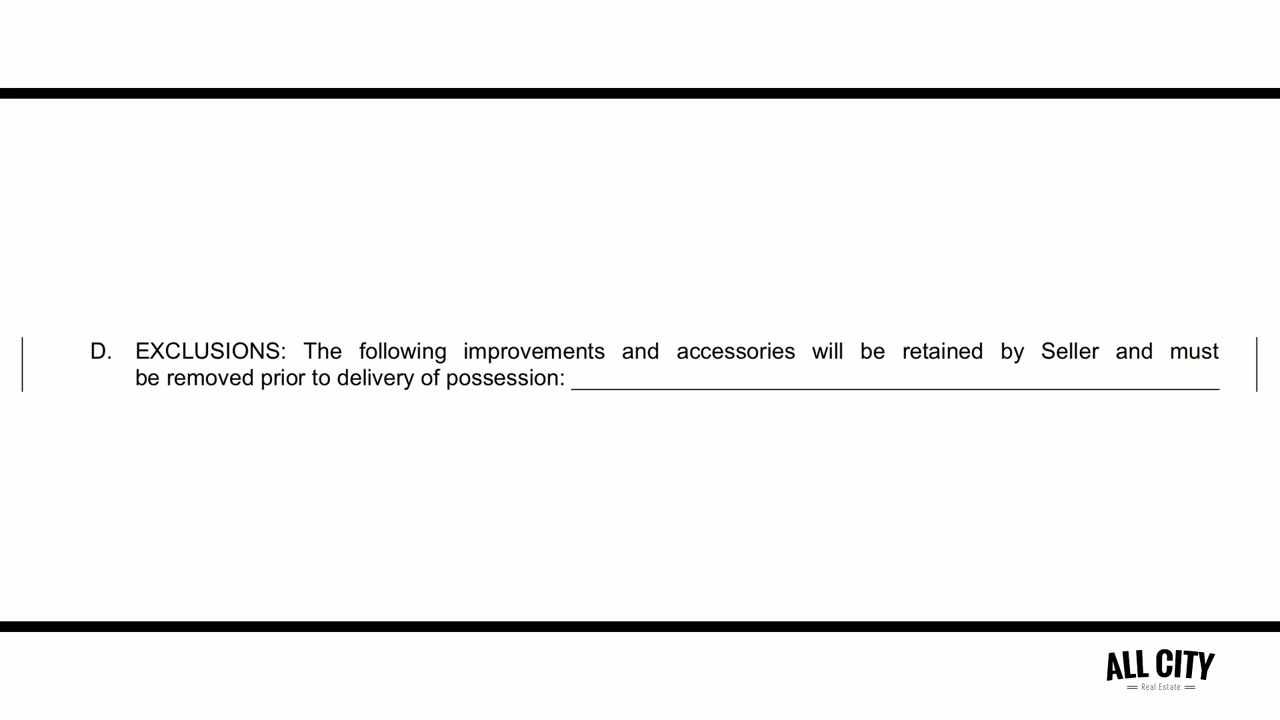 D. EXCLUSIONS: The following improvements and accessories will be retained by Seller and must
be removed prior to delivery of possession: ____________________
ALL CITY
Real Estate